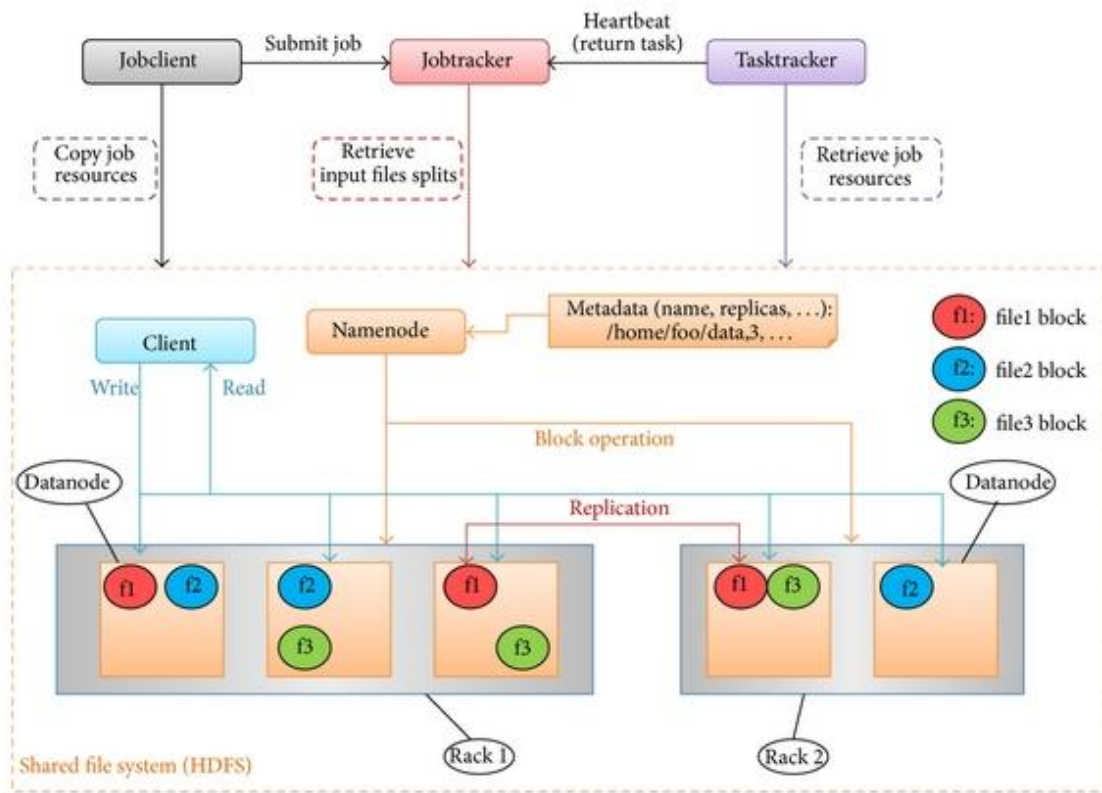 Heartbeat
(return task)
Submit job
Jobclient
Jobtracker
Tasktracker
Copy job
resources
Retrieve
input files splits
Retrieve job
resources
Metadata (name, replicas, . . .):
/home/foo/data,3, . . .
Namenode
Client
f1:
file1 block
f2:
file2 block
f3:
file3 block
Write
Read
Block operation
Datanode
Datanode
Replication
f1
f2
f2
f1
f1
f3
f2
f3
f3
Rack 1
Rack 2
Shared file system (HDFS)